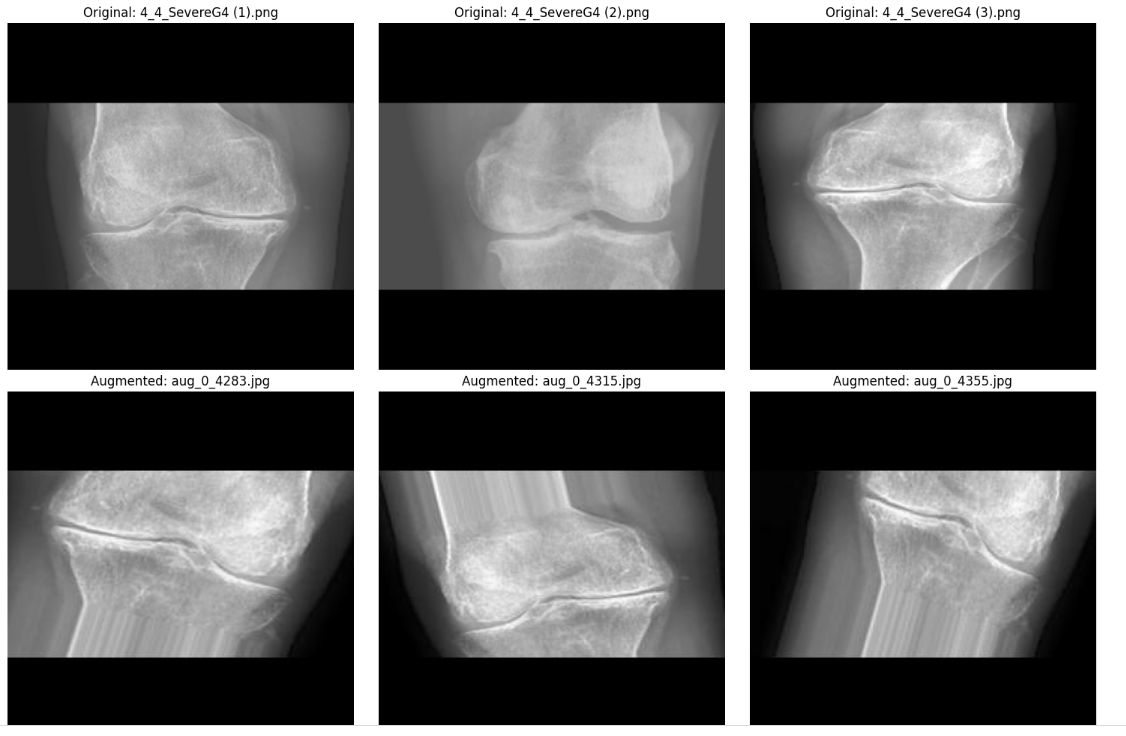 Original: 4_4_SevereG4 (1).png
Original: 4_4_SevereG4 (2).png
Original: 4_4_SevereG4 (3).png
Augmented: aug_0_4283.jpg
Augmented: aug_0_4315.jpg
Augmented: aug_0_4355.jpg